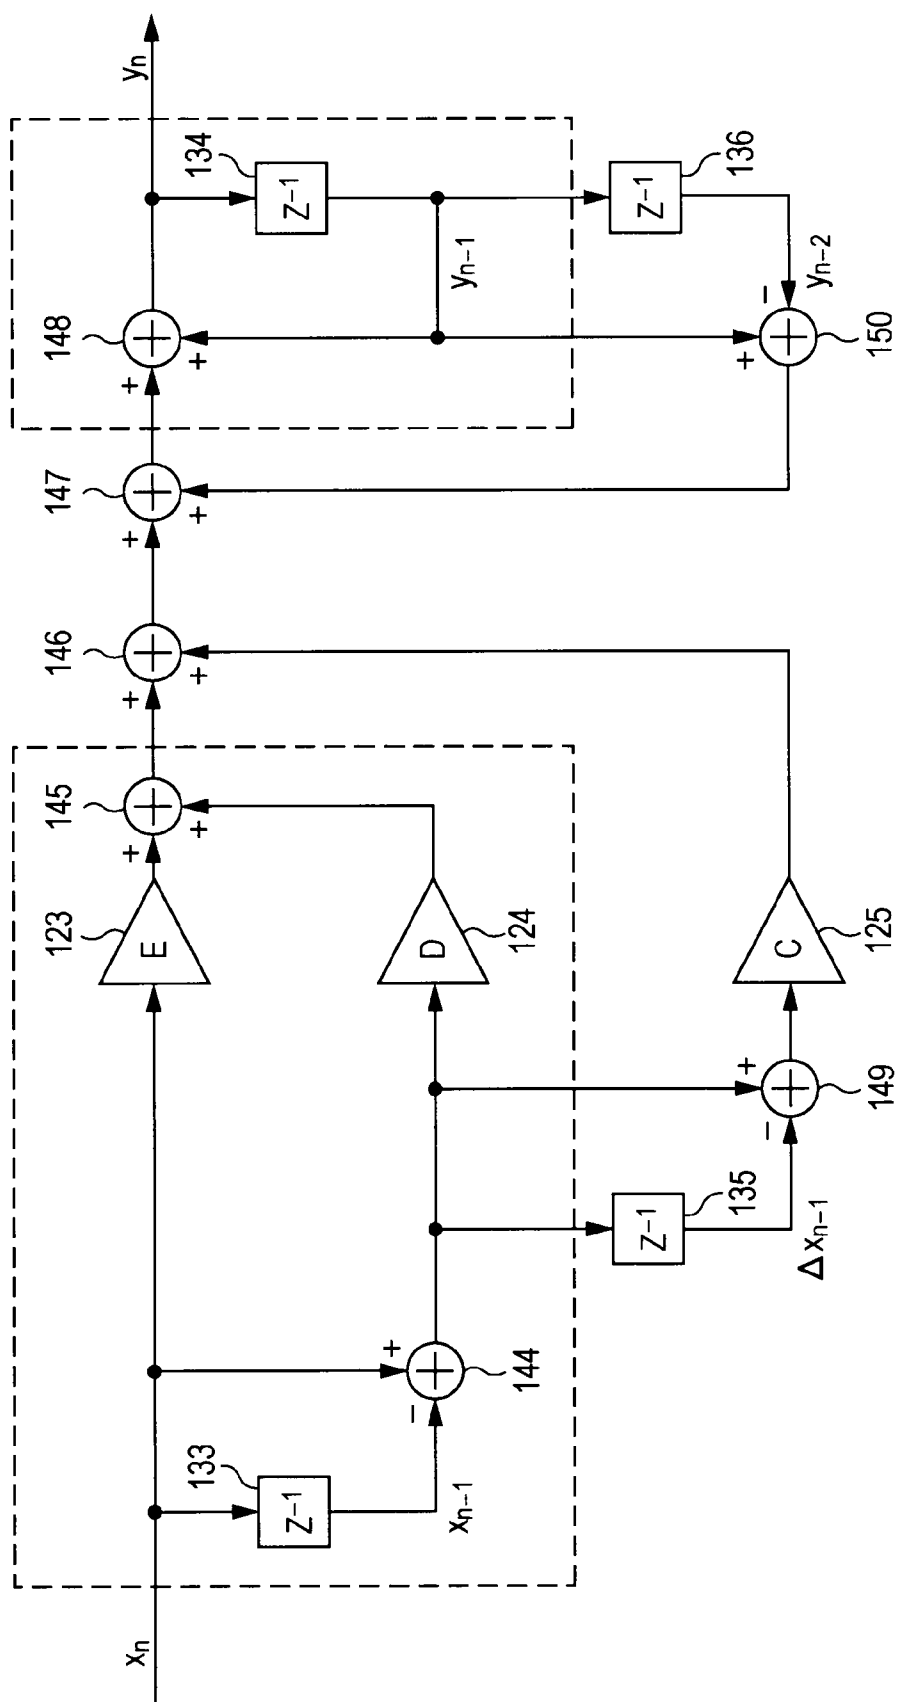 xn
133
Z−1
xn−1
144
123
E
124
D
145
135
Z−1
Δxn−1
149
125
C
146
147
148
134
Z−1
yn−1
136
Z−1
yn−2
150
yn
+
−
+
−
+
+
+
+
+
+
+
+
+
−
+